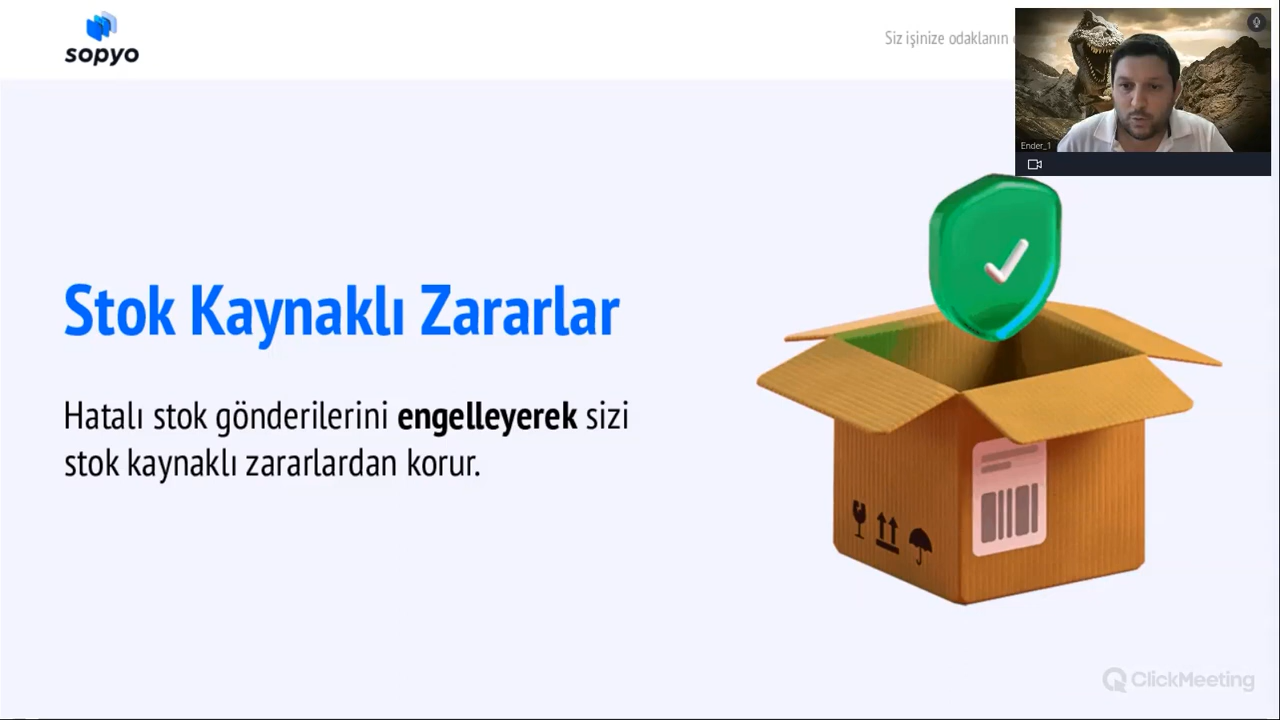 sopyo
Siz işinize odaklanın
Ender_1
Stok Kaynaklı Zararlar
Hatalı stok gönderilerini engelleyerek sizi
stok kaynaklı zararlardan korur.
ClickMeeting